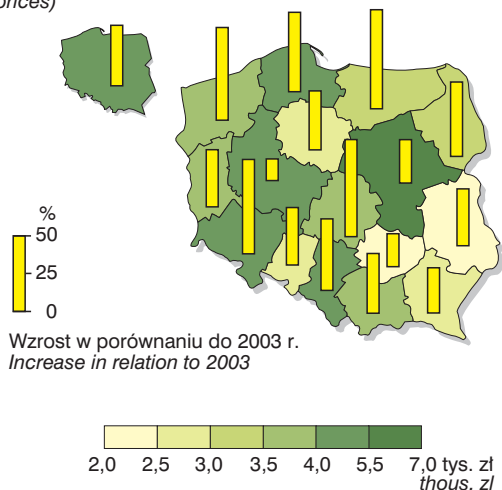 %
50
25
0
Wzrost w porównaniu do 2003 r.
Increase in relation to 2003
2,0 2,5 3,0 3,5 4,0 5,5 7,0 tys. zł
thous. zl